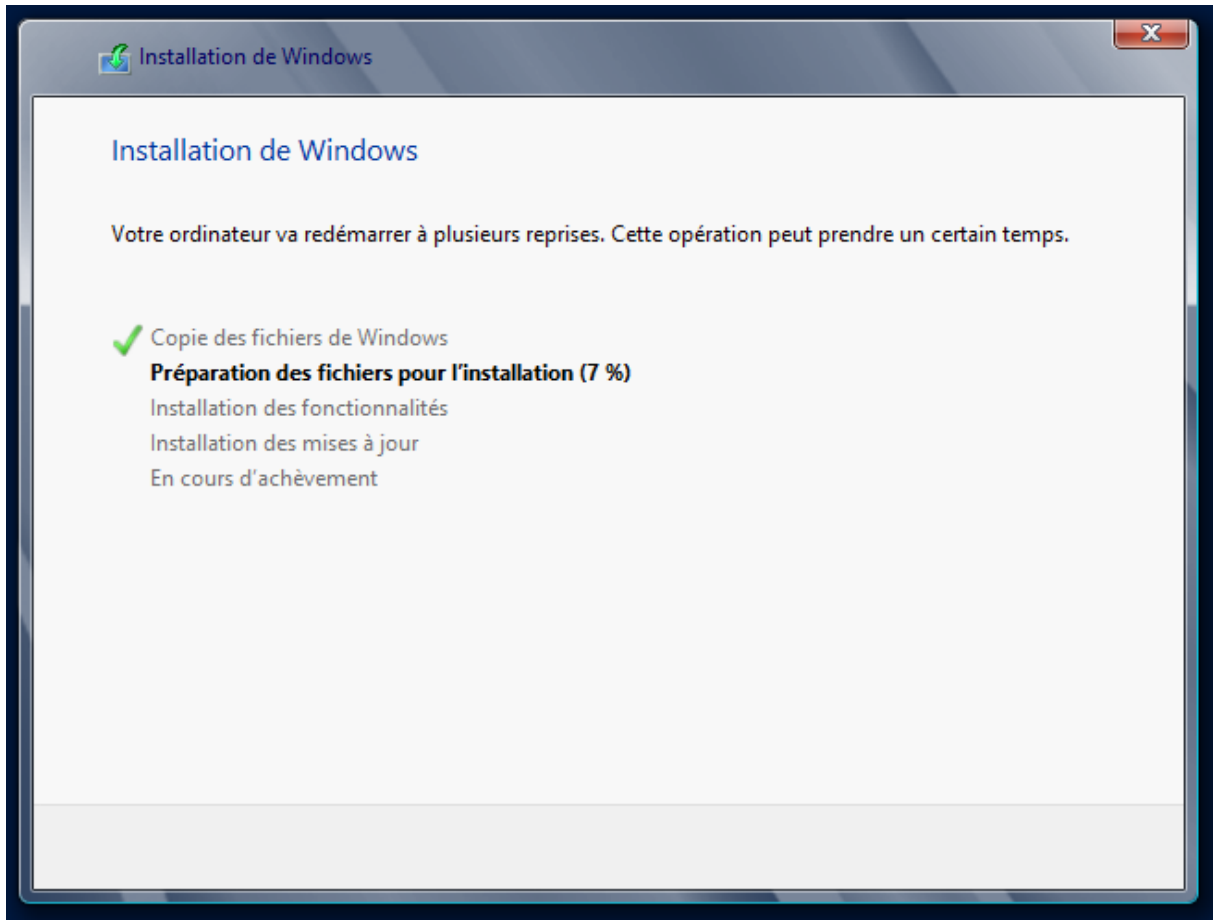 Installation de Windows
Installation de Windows
Votre ordinateur va redémarrer à plusieurs reprises. Cette opération peut prendre un certain temps.
Copie des fichiers de Windows
Préparation des fichiers pour l'installation (7 %)
Installation des fonctionnalités
Installation des mises à jour
En cours d'achèvement